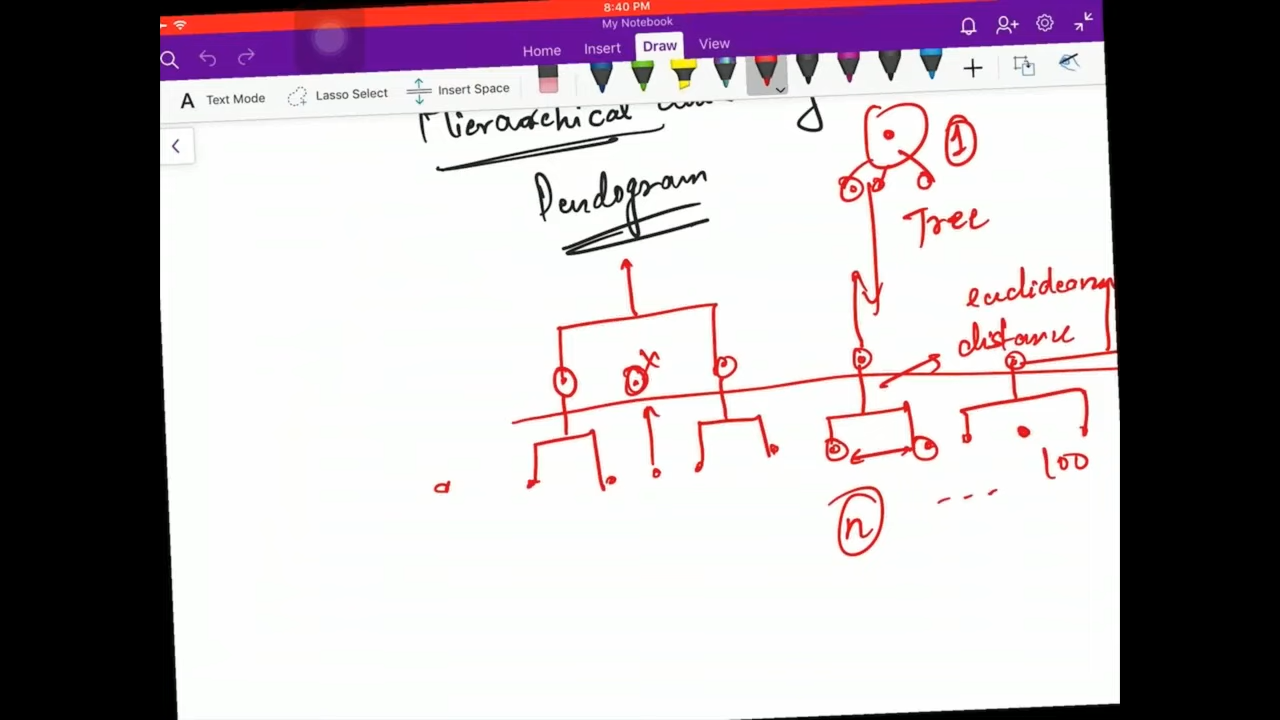 8:40 PM
My Notebook
Home Insert Draw View
A Text Mode Lasso Select Insert Space
Hierarchical
Dendogram
1
Tree
euclidean
distance
x
100
n